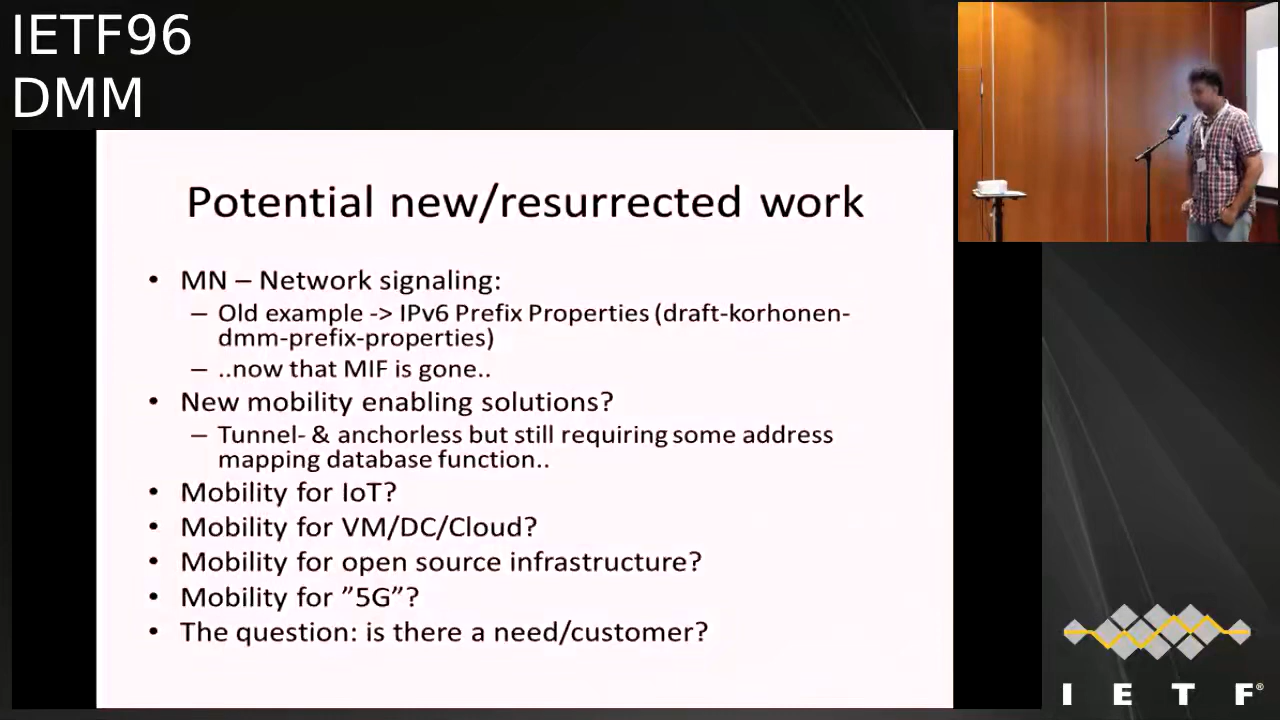 IETF96
DMM
Potential new/resurrected work
• MN – Network signaling:
– Old example -> IPv6 Prefix Properties (draft-korhonen-
dmm-prefix-properties)
– ..now that MIF is gone..
• New mobility enabling solutions?
– Tunnel- & anchorless but still requiring some address
mapping database function..
• Mobility for IoT?
• Mobility for VM/DC/Cloud?
• Mobility for open source infrastructure?
• Mobility for ”5G”?
• The question: is there a need/customer?
I E T F®